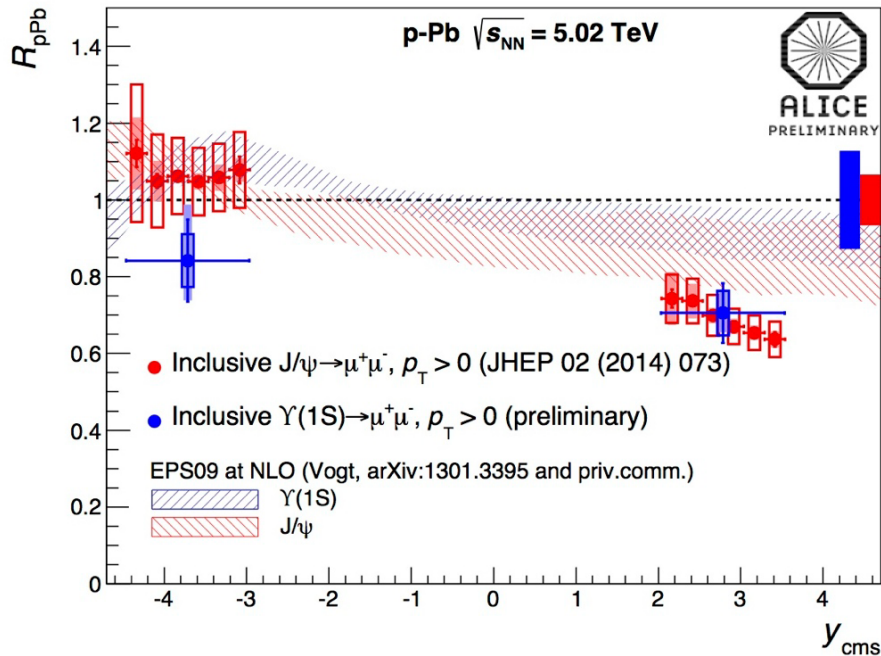 R_pPb
p-Pb √s_NN = 5.02 TeV
ALICE
PRELIMINARY
1.4
1.2
1
0.8
0.6
0.4
0.2
0
Inclusive J/ψ→μ⁺μ⁻, p_T > 0 (JHEP 02 (2014) 073)
Inclusive ϒ(1S)→μ⁺μ⁻, p_T > 0 (preliminary)
EPS09 at NLO (Vogt, arXiv:1301.3395 and priv.comm.)
ϒ(1S)
J/ψ
-4 -3 -2 -1 0 1 2 3 4
y_cms